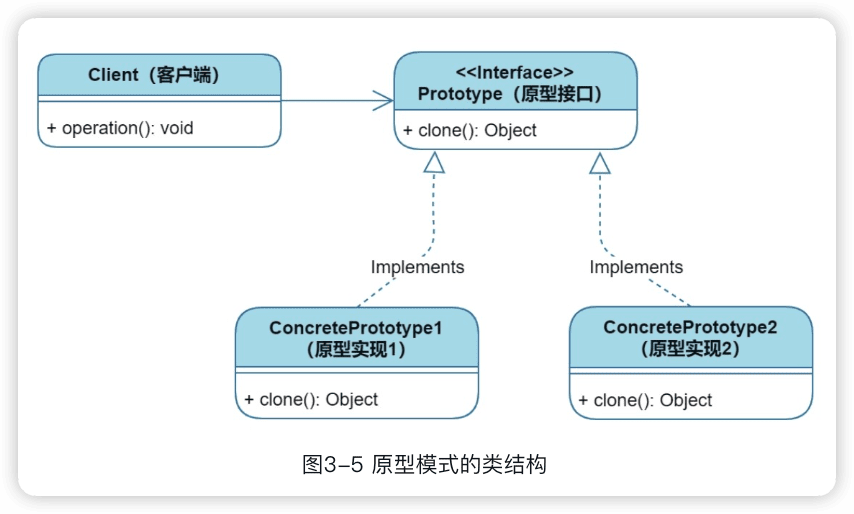 Client（客户端）
+ operation(): void
<<Interface>>
Prototype（原型接口）
+ clone(): Object
Implements
Implements
ConcretePrototype1
（原型实现1）
+ clone(): Object
ConcretePrototype2
（原型实现2）
+ clone(): Object
图3-5 原型模式的类结构